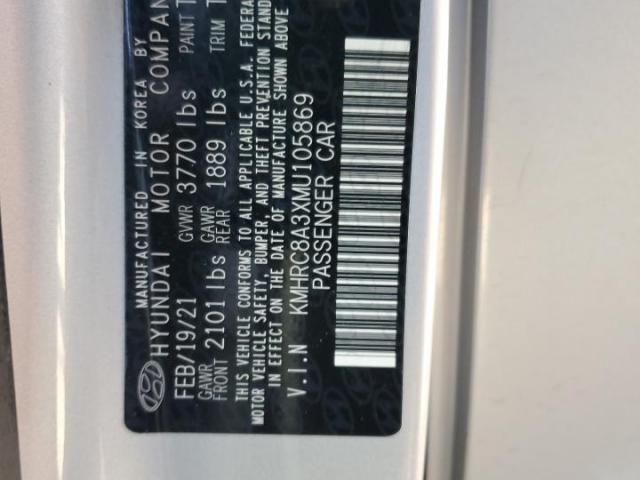 MANUFACTURED IN KOREA BY
HYUNDAI MOTOR COMPAN
FEB/19/21 GVWR 3770 lbs PAINT T
GAWR FRONT 2101 lbs GAWR REAR 1889 lbs TRIM T
THIS VEHICLE CONFORMS TO ALL APPLICABLE U.S.A. FEDERA
MOTOR VEHICLE SAFETY, BUMPER, AND THEFT PREVENTION STAND
IN EFFECT ON THE DATE OF MANUFACTURE SHOWN ABOVE
V.I.N KMHRC8A3XMU105869
PASSENGER CAR